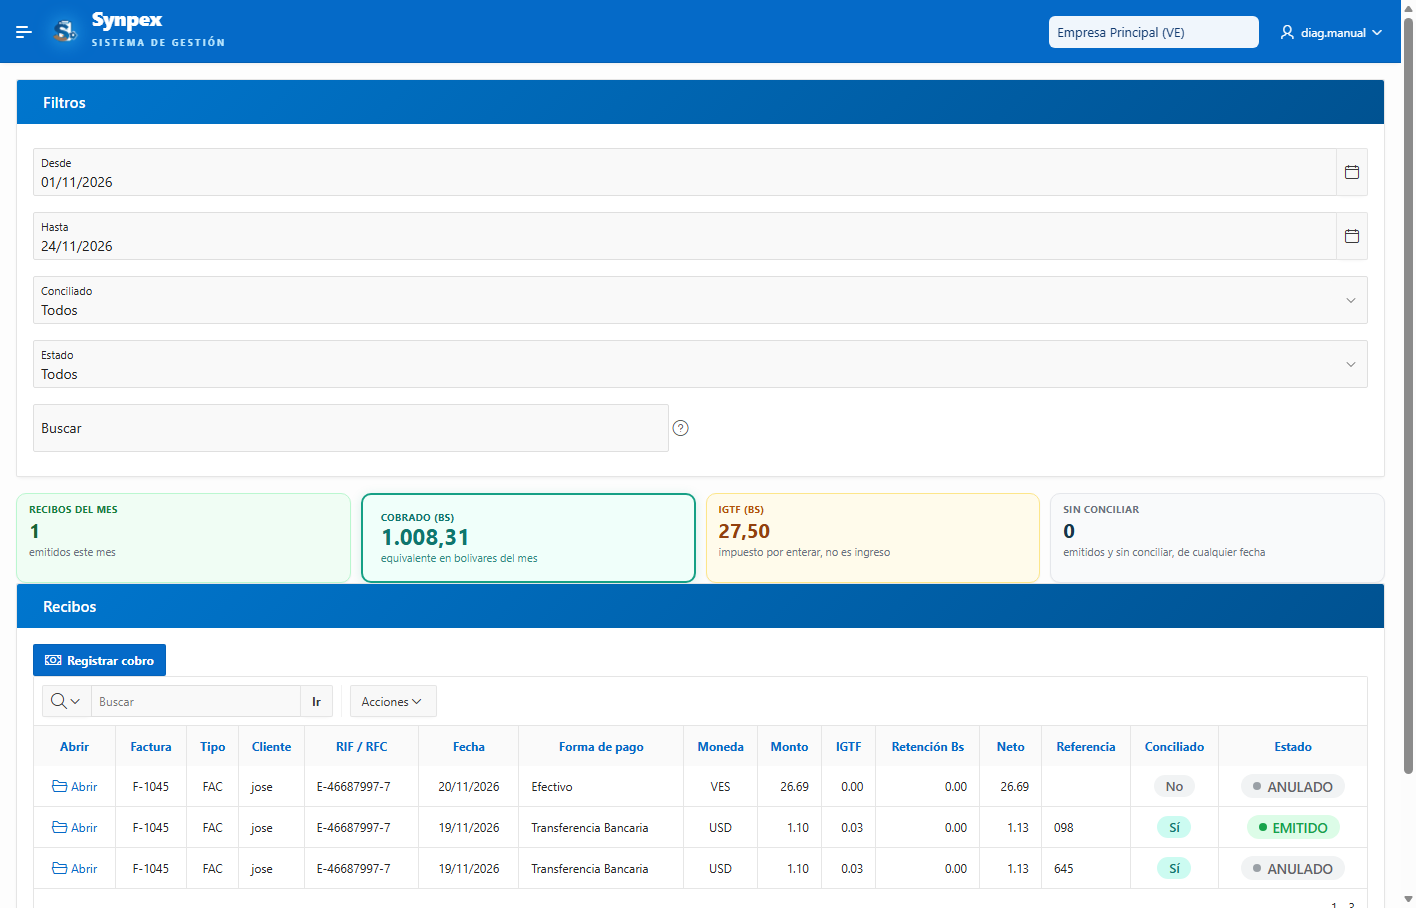 Synpex
SISTEMA DE GESTIÓN
Empresa Principal (VE)
diag.manual
Filtros
Desde
01/11/2026
Hasta
24/11/2026
Conciliado
Todos
Estado
Todos
Buscar
?
RECIBOS DEL MES
1
emitidos este mes
COBRADO (BS)
1.008,31
equivalente en bolívares del mes
IGTF (BS)
27,50
impuesto por enterar, no es ingreso
SIN CONCILIAR
0
emitidos y sin conciliar, de cualquier fecha
Recibos
Registrar cobro
Buscar Ir Acciones
Abrir Factura Tipo Cliente RIF / RFC Fecha Forma de pago Moneda Monto IGTF Retención Bs Neto Referencia Conciliado Estado
Abrir F-1045 FAC jose E-46687997-7 20/11/2026 Efectivo VES 26.69 0.00 0.00 26.69 No ANULADO
Abrir F-1045 FAC jose E-46687997-7 19/11/2026 Transferencia Bancaria USD 1.10 0.03 0.00 1.13 098 Sí EMITIDO
Abrir F-1045 FAC jose E-46687997-7 19/11/2026 Transferencia Bancaria USD 1.10 0.03 0.00 1.13 645 Sí ANULADO